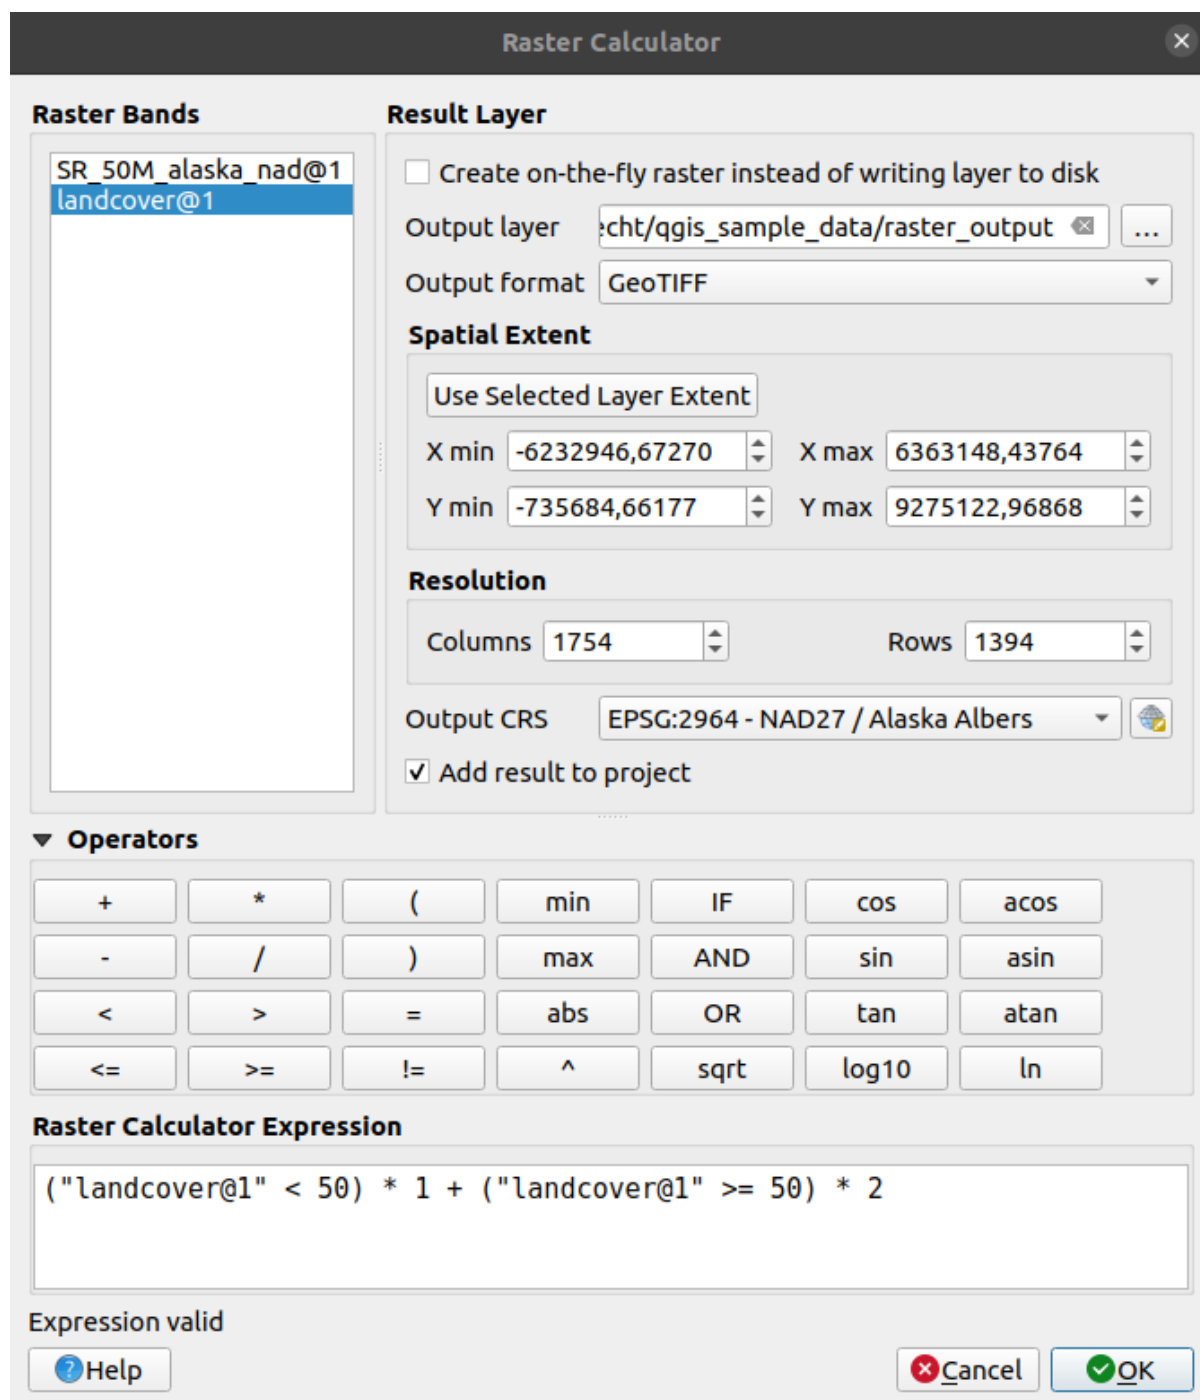 Raster Calculator
Raster Bands
SR_50M_alaska_nad@1
landcover@1
Result Layer
Create on-the-fly raster instead of writing layer to disk
Output layer echt/qgis_sample_data/raster_output ...
Output format GeoTIFF
Spatial Extent
Use Selected Layer Extent
X min -6232946,67270 X max 6363148,43764
Y min -735684,66177 Y max 9275122,96868
Resolution
Columns 1754 Rows 1394
Output CRS EPSG:2964 - NAD27 / Alaska Albers
Add result to project
Operators
+ * ( min IF cos acos
- / ) max AND sin asin
< > = abs OR tan atan
<= >= != ^ sqrt log10 ln
Raster Calculator Expression
("landcover@1" < 50) * 1 + ("landcover@1" >= 50) * 2
Expression valid
Help Cancel OK